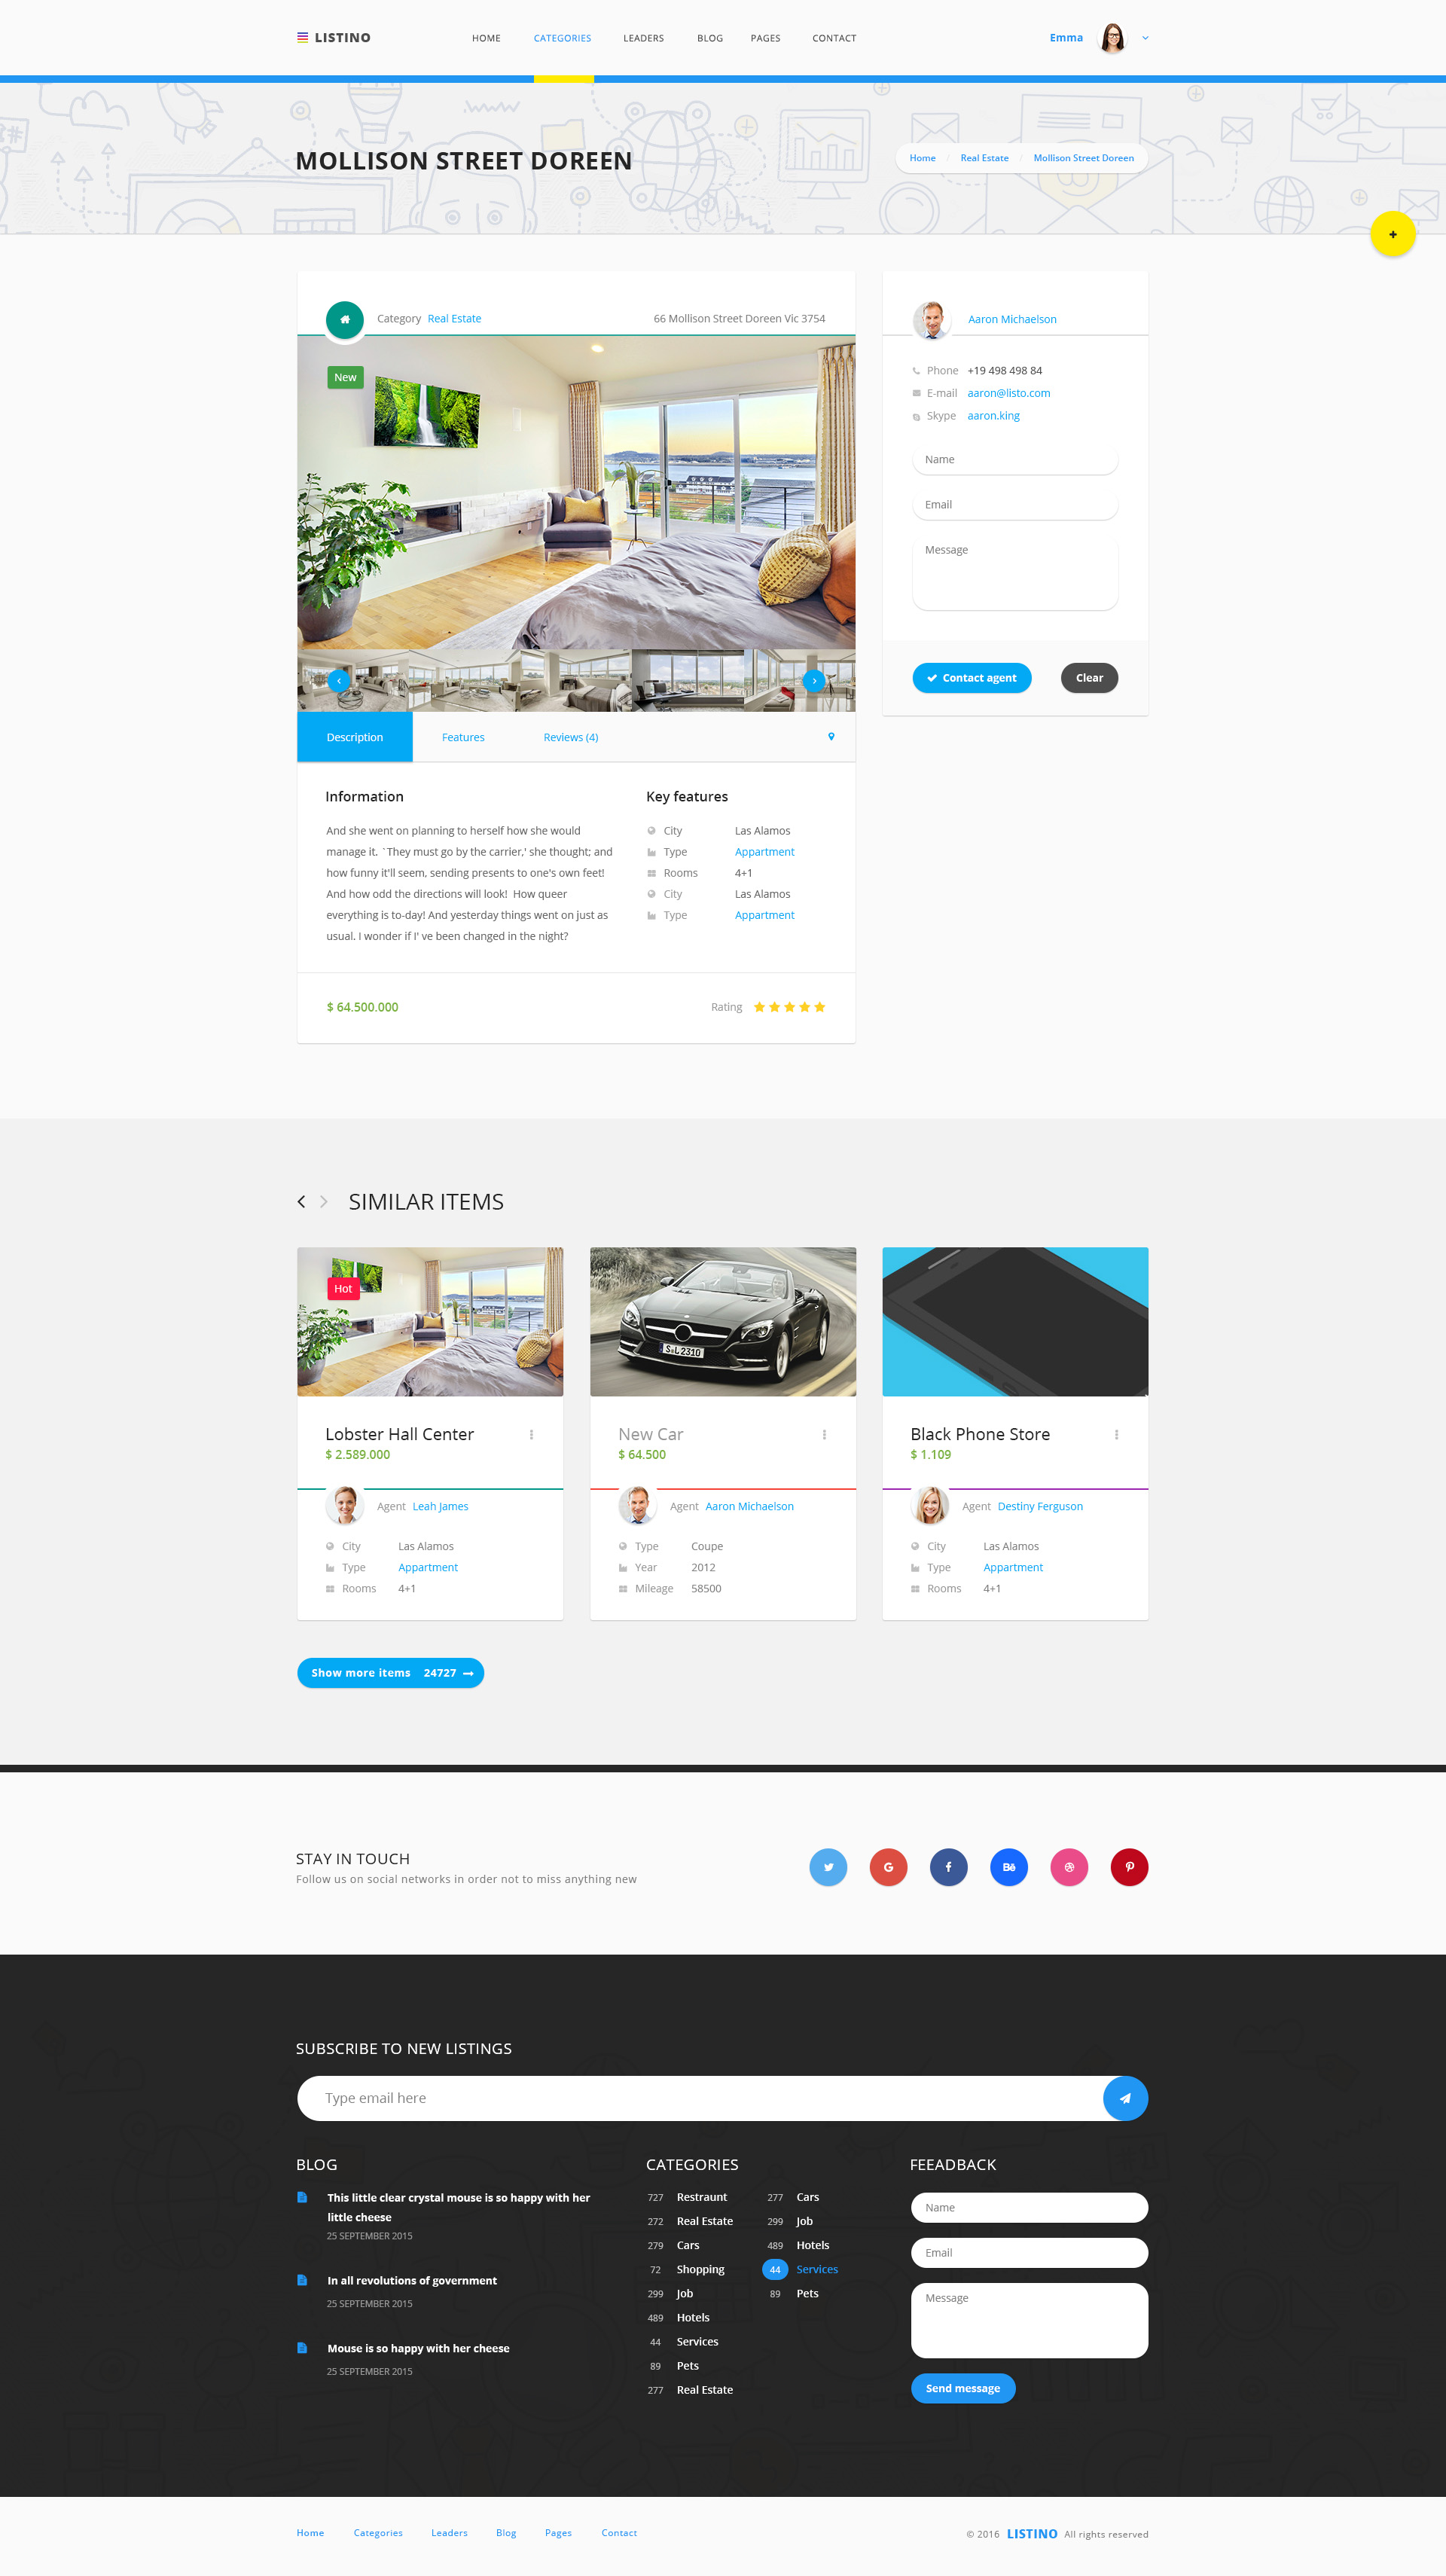 LISTINO
HOME CATEGORIES LEADERS BLOG PAGES CONTACT
Emma
MOLLISON STREET DOREEN
Home / Real Estate / Mollison Street Doreen
Category Real Estate
66 Mollison Street Doreen Vic 3754
New
Description
Features
Reviews (4)
Information
And she went on planning to herself how she would
manage it. `They must go by the carrier,' she thought; and
how funny it'll seem, sending presents to one's own feet!
And how odd the directions will look! How queer
everything is to-day! And yesterday things went on just as
usual. I wonder if I' ve been changed in the night?
Key features
City Las Alamos
Type Appartment
Rooms 4+1
City Las Alamos
Type Appartment
$ 64.500.000
Rating
Aaron Michaelson
Phone +19 498 498 84
E-mail aaron@listo.com
Skype aaron.king
Name
Email
Message
Contact agent
Clear
SIMILAR ITEMS
Hot
Lobster Hall Center
$ 2.589.000
Agent Leah James
City Las Alamos
Type Appartment
Rooms 4+1
S·L 2310
New Car
$ 64.500
Agent Aaron Michaelson
Type Coupe
Year 2012
Mileage 58500
Black Phone Store
$ 1.109
Agent Destiny Ferguson
City Las Alamos
Type Appartment
Rooms 4+1
Show more items 24727
STAY IN TOUCH
Follow us on social networks in order not to miss anything new
SUBSCRIBE TO NEW LISTINGS
Type email here
BLOG
This little clear crystal mouse is so happy with her
little cheese
25 SEPTEMBER 2015
In all revolutions of government
25 SEPTEMBER 2015
Mouse is so happy with her cheese
25 SEPTEMBER 2015
CATEGORIES
727 Restraunt
272 Real Estate
279 Cars
72 Shopping
299 Job
489 Hotels
44 Services
89 Pets
277 Real Estate
277 Cars
299 Job
489 Hotels
44 Services
89 Pets
FEEADBACK
Name
Email
Message
Send message
Home Categories Leaders Blog Pages Contact
© 2016 LISTINO All rights reserved